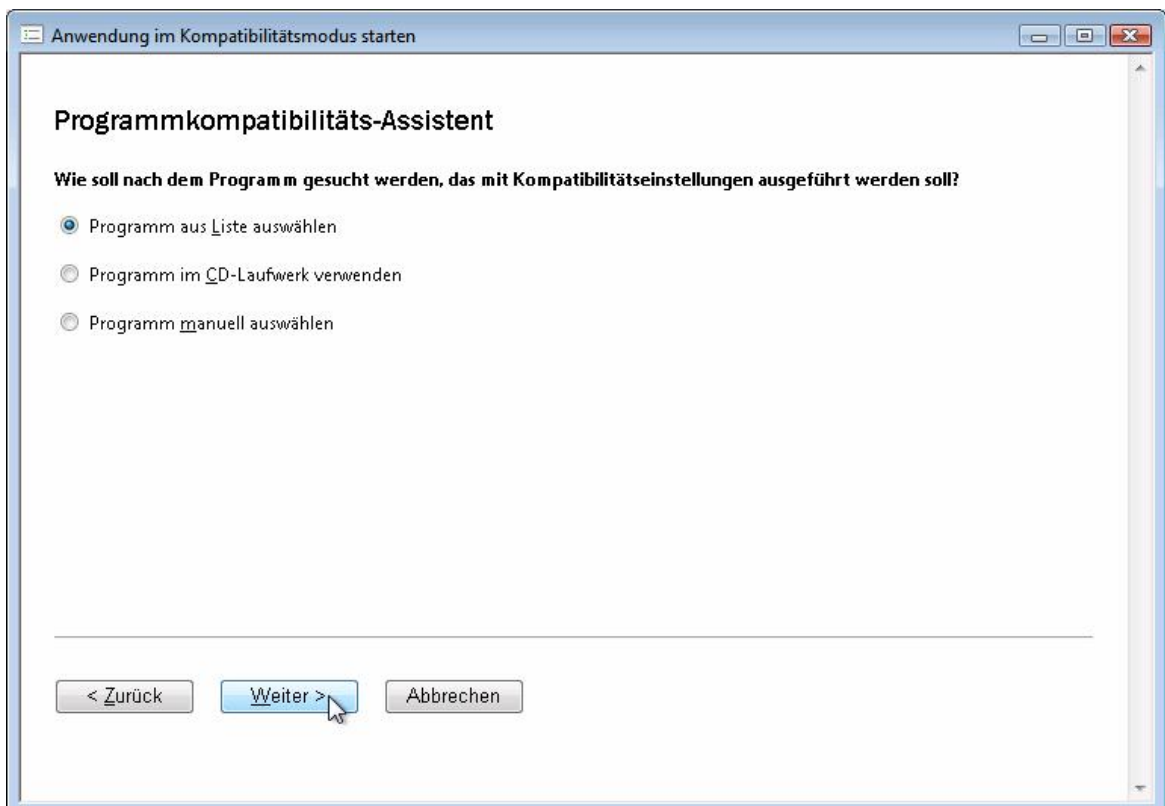 Anwendung im Kompatibilitätsmodus starten
Programmkompatibilitäts-Assistent
Wie soll nach dem Programm gesucht werden, das mit Kompatibilitätseinstellungen ausgeführt werden soll?
Programm aus Liste auswählen
Programm im CD-Laufwerk verwenden
Programm manuell auswählen
< Zurück Weiter > Abbrechen